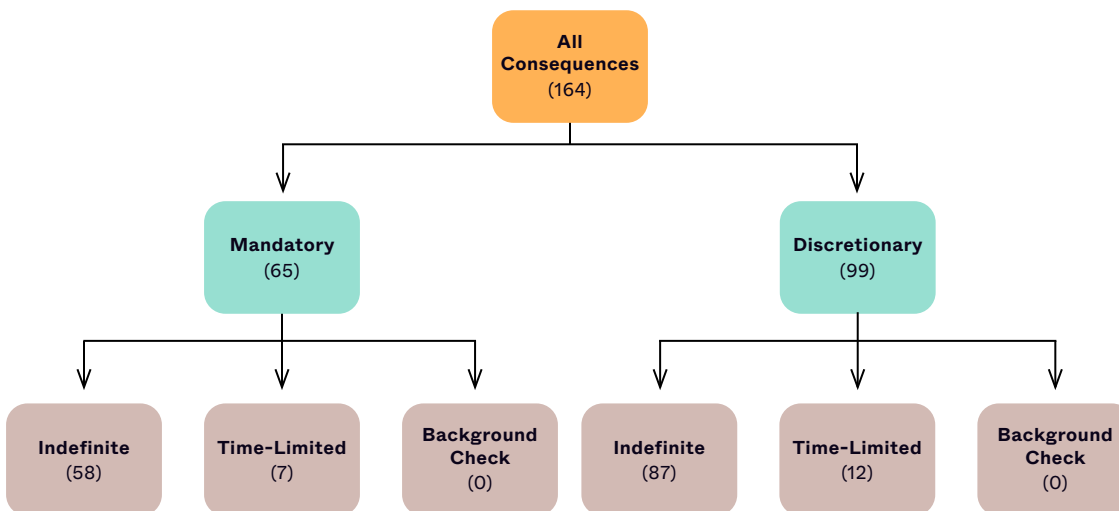 All
Consequences
(164)
Mandatory
(65)
Discretionary
(99)
Indefinite
(58)
Time-Limited
(7)
Background
Check
(0)
Indefinite
(87)
Time-Limited
(12)
Background
Check
(0)